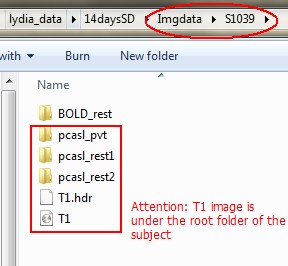 lydia_data
14daysSD
Imgdata
S1039
Burn
New folder
Name
BOLD_rest
pcasl_pvt
pcasl_rest1
pcasl_rest2
T1.hdr
T1
Attention: T1 image is
under the root folder of the
subject